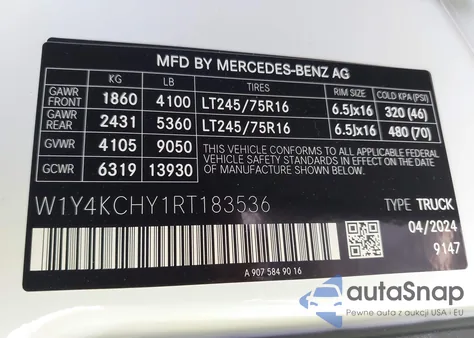 MFD BY MERCEDES-BENZ AG
KG LB TIRES RIM SIZE COLD KPA (PSI)
GAWR FRONT 1860 4100 LT245/75R16 6.5Jx16 320 (46)
GAWR REAR 2431 5360 LT245/75R16 6.5Jx16 480 (70)
GVWR 4105 9050
GCWR 6319 13930
THIS VEHICLE CONFORMS TO ALL APPLICABLE
FEDERAL MOTOR VEHICLE SAFETY STANDARDS
IN EFFECT ON THE DATE OF MANUFACTURE
SHOWN ABOVE
W1Y4KCHY1RT183536 TYPE TRUCK
04/2024
9147
A 907 584 90 16
autoSnap
Pewne auta z aukcji USA i EU